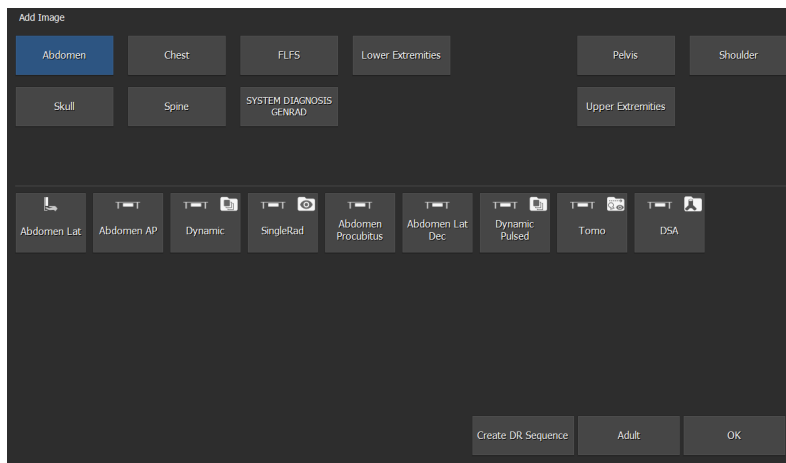 Add Image
Abdomen
Chest
FLFS
Lower Extremities
Pelvis
Shoulder
Skull
Spine
SYSTEM DIAGNOSIS
GENRAD
Upper Extremities
Abdomen Lat
Abdomen AP
Dynamic
SingleRad
Abdomen
Procubitus
Abdomen Lat
Dec
Dynamic
Pulsed
Tomo
DSA
Create DR Sequence
Adult
OK